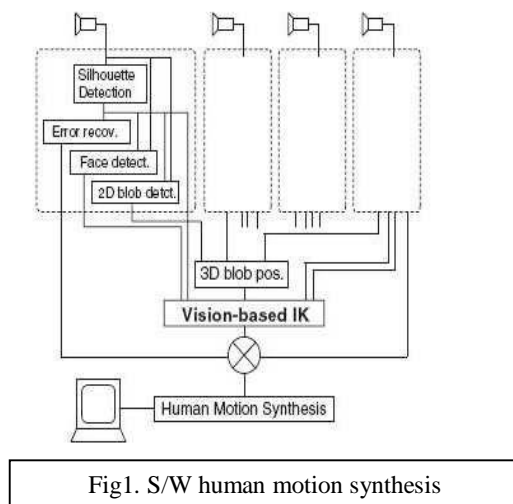 Silhouette
Detection
Error recov.
Face detect.
2D blob detct.
3D blob pos.
Vision-based IK
Human Motion Synthesis
Fig1. S/W human motion synthesis